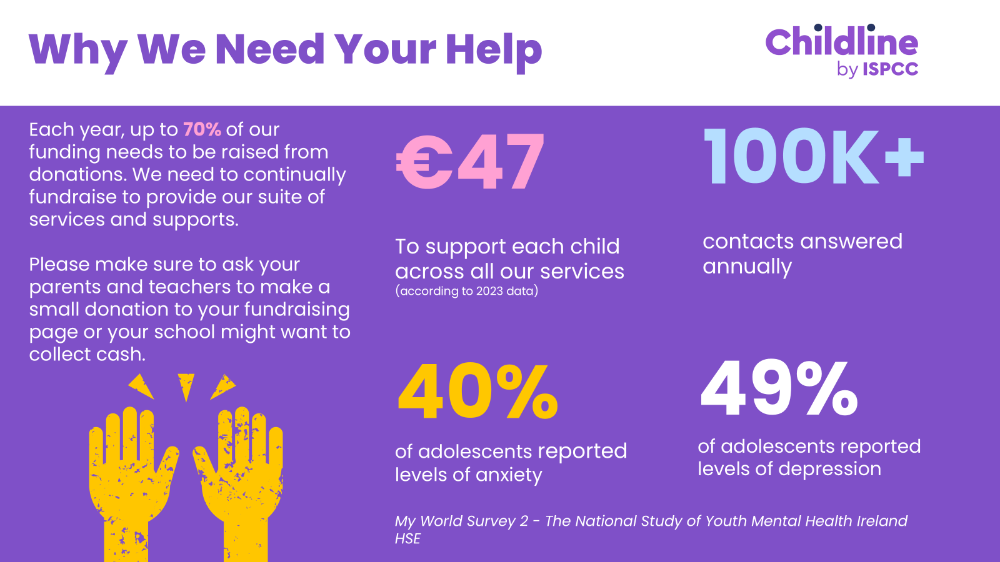 Why We Need Your Help
Childline
by ISPCC
Each year, up to 70% of our
funding needs to be raised from
donations. We need to continually
fundraise to provide our suite of
services and supports.
Please make sure to ask your
parents and teachers to make a
small donation to your fundraising
page or your school might want to
collect cash.
€47
To support each child
across all our services
(according to 2023 data)
100K+
contacts answered
annually
40%
of adolescents reported
levels of anxiety
49%
of adolescents reported
levels of depression
My World Survey 2 - The National Study of Youth Mental Health Ireland
HSE